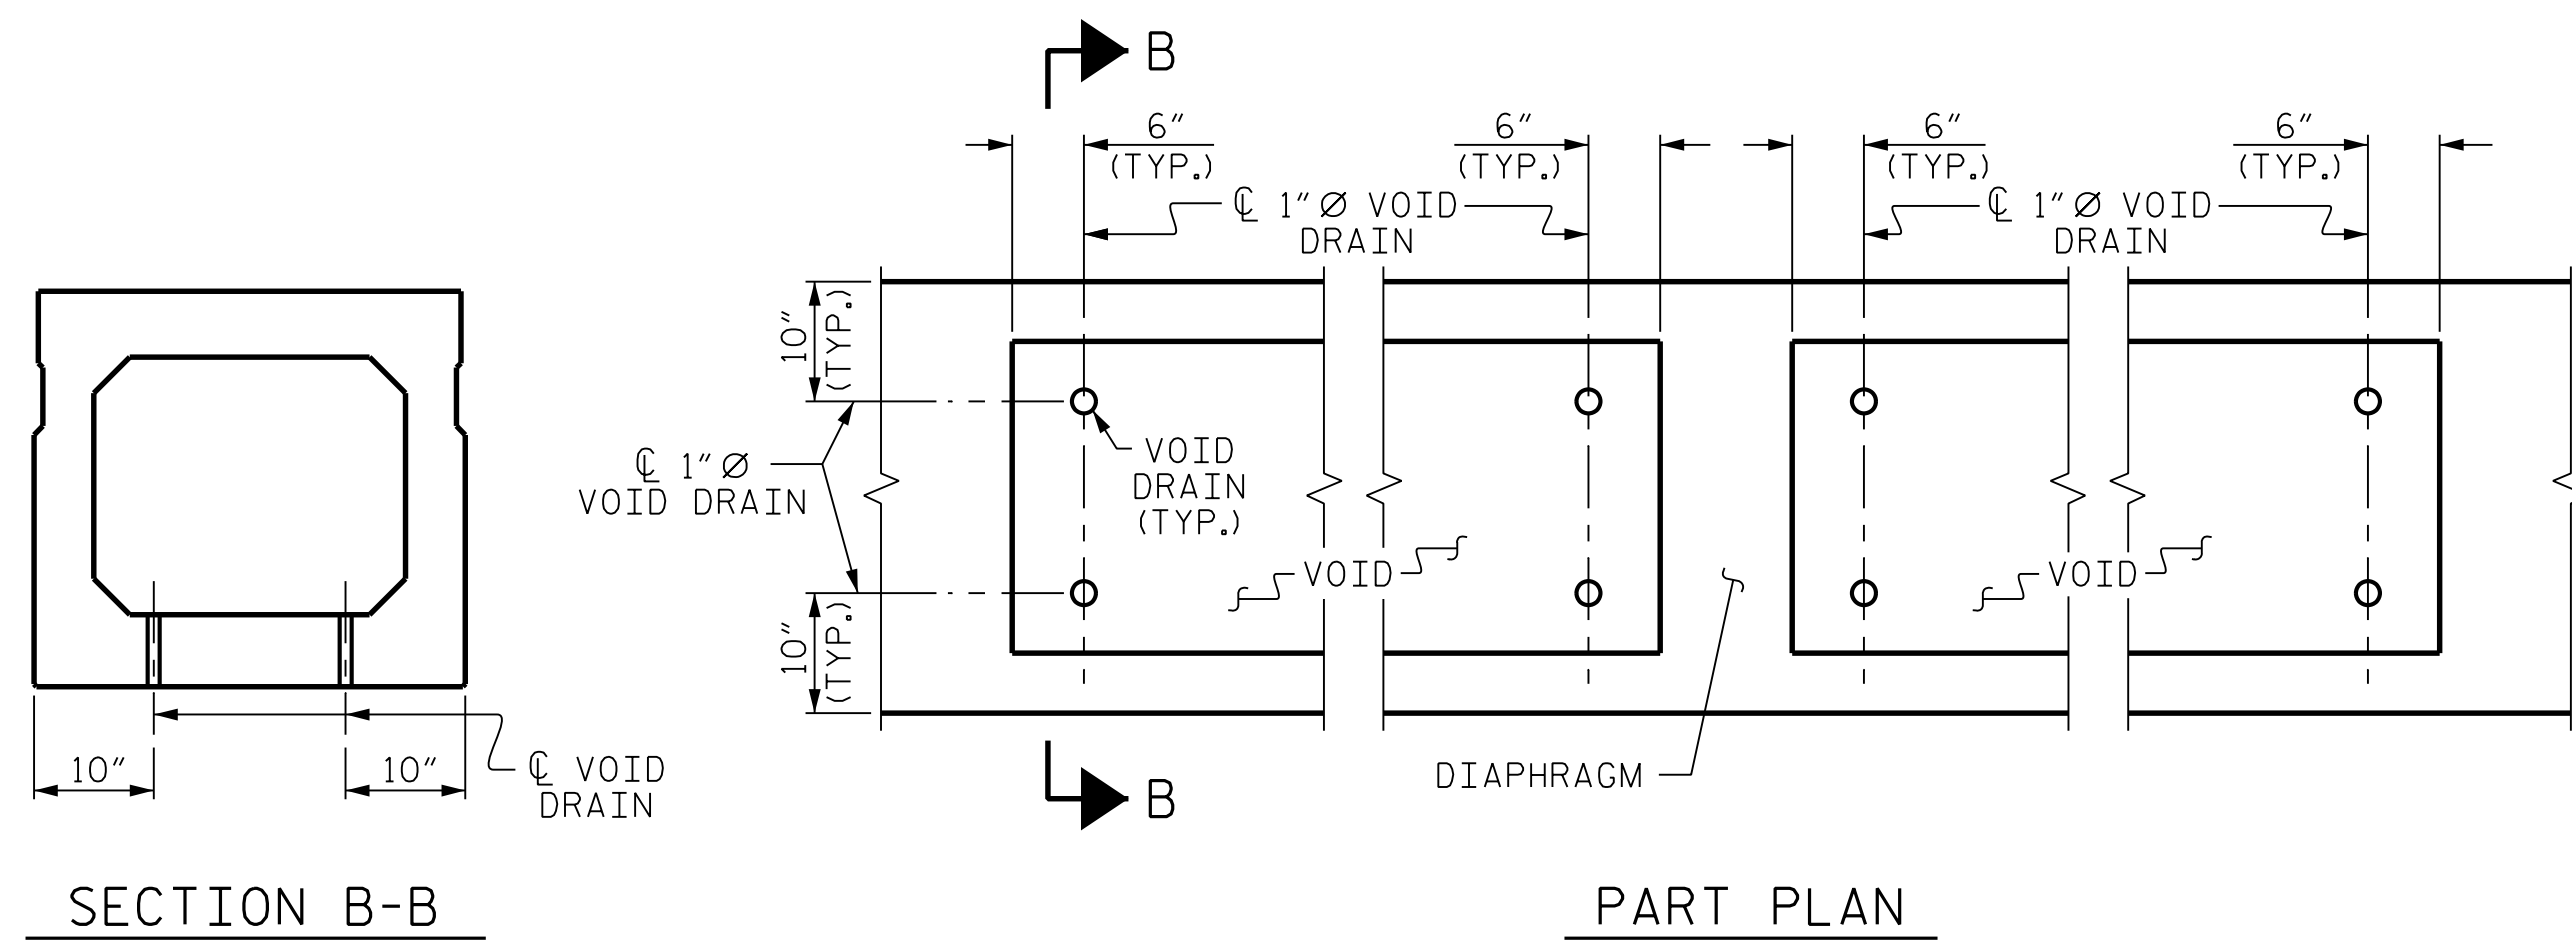 B
6" 6" 6" 6"
(TYP.) (TYP.) (TYP.) (TYP.)
℄ 1"Ø VOID
DRAIN
℄ 1"Ø VOID
DRAIN
10"
(TYP.)
℄ 1"Ø
VOID DRAIN
VOID
DRAIN
(TYP.)
VOID
VOID
10"
(TYP.)
10" 10"
℄ VOID
DRAIN
DIAPHRAGM
B
SECTION B-B
PART PLAN